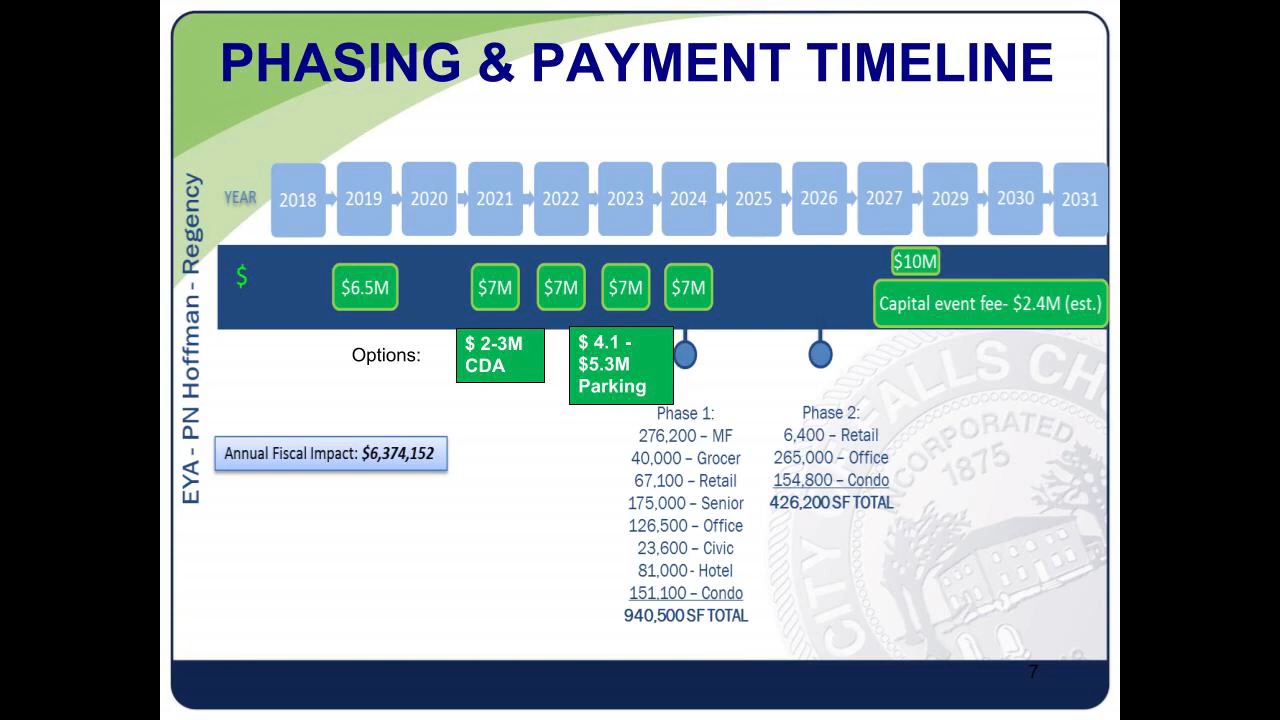 PHASING & PAYMENT TIMELINE
EYA - PN Hoffman - Regency
YEAR 2018 2019 2020 2021 2022 2023 2024 2025 2026 2027 2029 2030 2031
$ $6.5M $7M $7M $7M $7M
$10M
Capital event fee- $2.4M (est.)
Options:
$ 2-3M
CDA
$ 4.1 -
$5.3M
Parking
Annual Fiscal Impact: $6,374,152
Phase 1:
276,200 – MF
40,000 – Grocer
67,100 – Retail
175,000 – Senior
126,500 – Office
23,600 – Civic
81,000 - Hotel
151,100 – Condo
940,500 SF TOTAL
Phase 2:
6,400 – Retail
265,000 – Office
154,800 – Condo
426,200 SF TOTAL
CITY
FALLS CH
INCORPORATED
1875
7